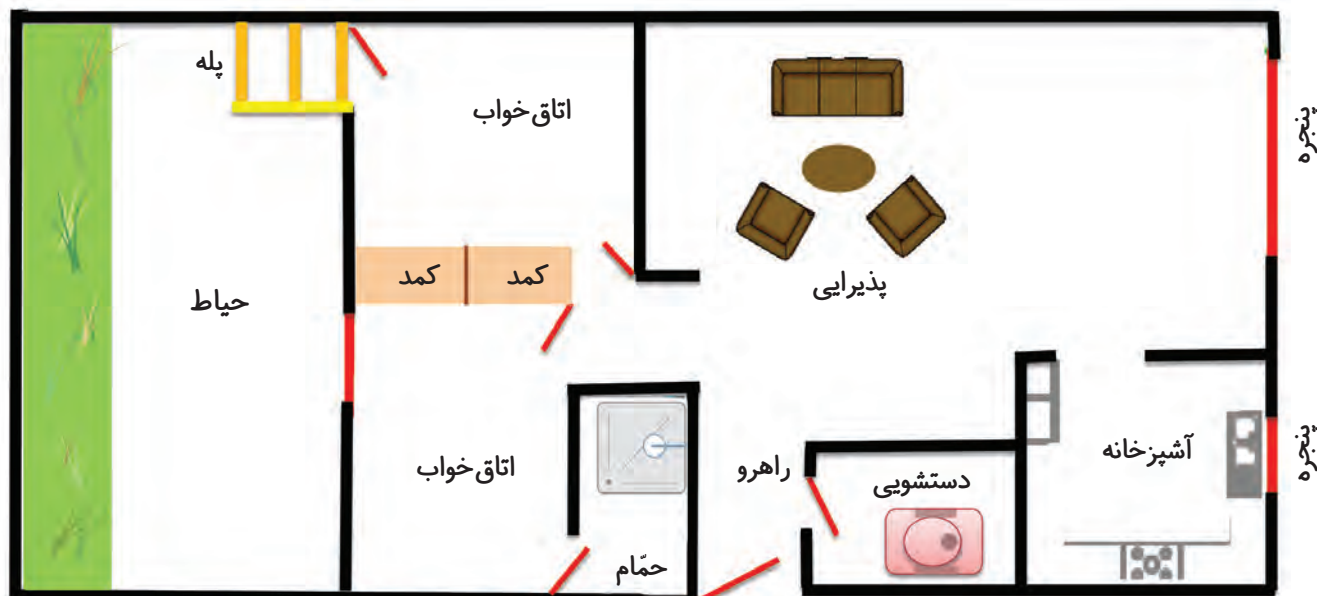 پله
اتاق خواب
پنجره
کمد
کمد
پذیرایی
حیاط
پنجره
آشپزخانه
راهرو
دستشویی
اتاق خواب
حمّام